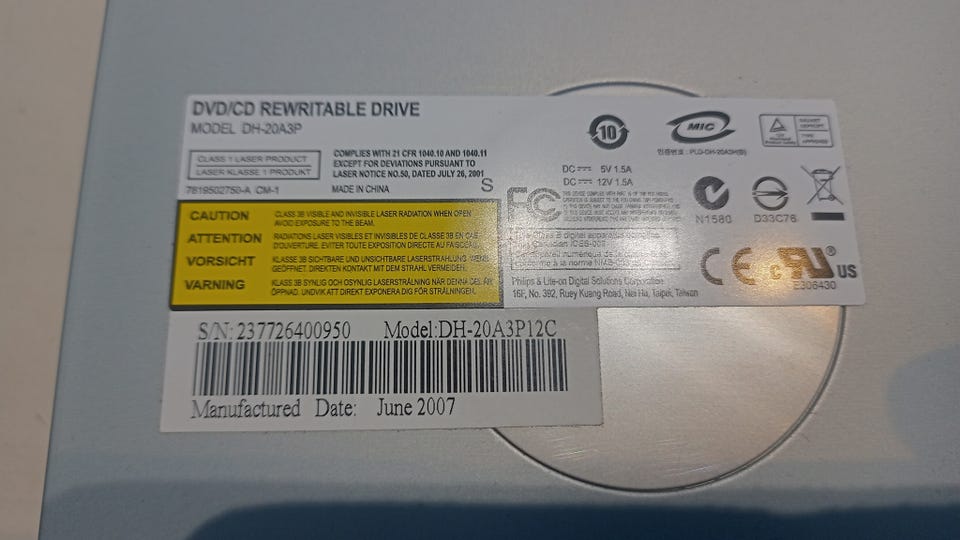 DVD/CD REWRITABLE DRIVE
MODEL DH-20A3P
CLASS 1 LASER PRODUCT
LASER KLASSE 1 PRODUKT
COMPLIES WITH 21 CFR 1040.10 AND 1040.11
EXCEPT FOR DEVIATIONS PURSUANT TO
LASER NOTICE NO.50, DATED JULY 26, 2001
7819502750-A CM-1
MADE IN CHINA
S
10
MIC
DC 5V 1.5A
DC 12V 1.5A
FC
N1580
D33C76
CE
c
US
E306430
CAUTION CLASS 3B VISIBLE AND INVISIBLE LASER RADIATION WHEN OPEN
AVOID EXPOSURE TO THE BEAM.
ATTENTION RADIATIONS LASER VISIBLES ET INVISIBLES DE CLASSE 3B EN CAS
D'OUVERTURE. EVITER TOUTE EXPOSITION DIRECTE AU FAISCEAU
VORSICHT KLASSE 3B SICHTBARE UND UNSICHTBARE LASERSTRAHLUNG, WENN
GEÖFFNET. DIREKTEN KONTAKT MIT DEM STRAHL VERMEIDEN.
VARNING KLASS 3B SYNLIG OCH OSYNLIG LASERSTRÅLNING NÄR DENNA DEL ÄR
ÖPPNAD. UNDVIK ATT DIREKT EXPONERA DIG FÖR STRÅLNINGEN.
Philips & Lite-on Digital Solutions Corporation
16F, No. 392, Ruey Kuang Road, Nei Hu, Taipei, Taiwan
S/N: 237726400950 Model:DH-20A3P12C
Manufactured Date: June 2007